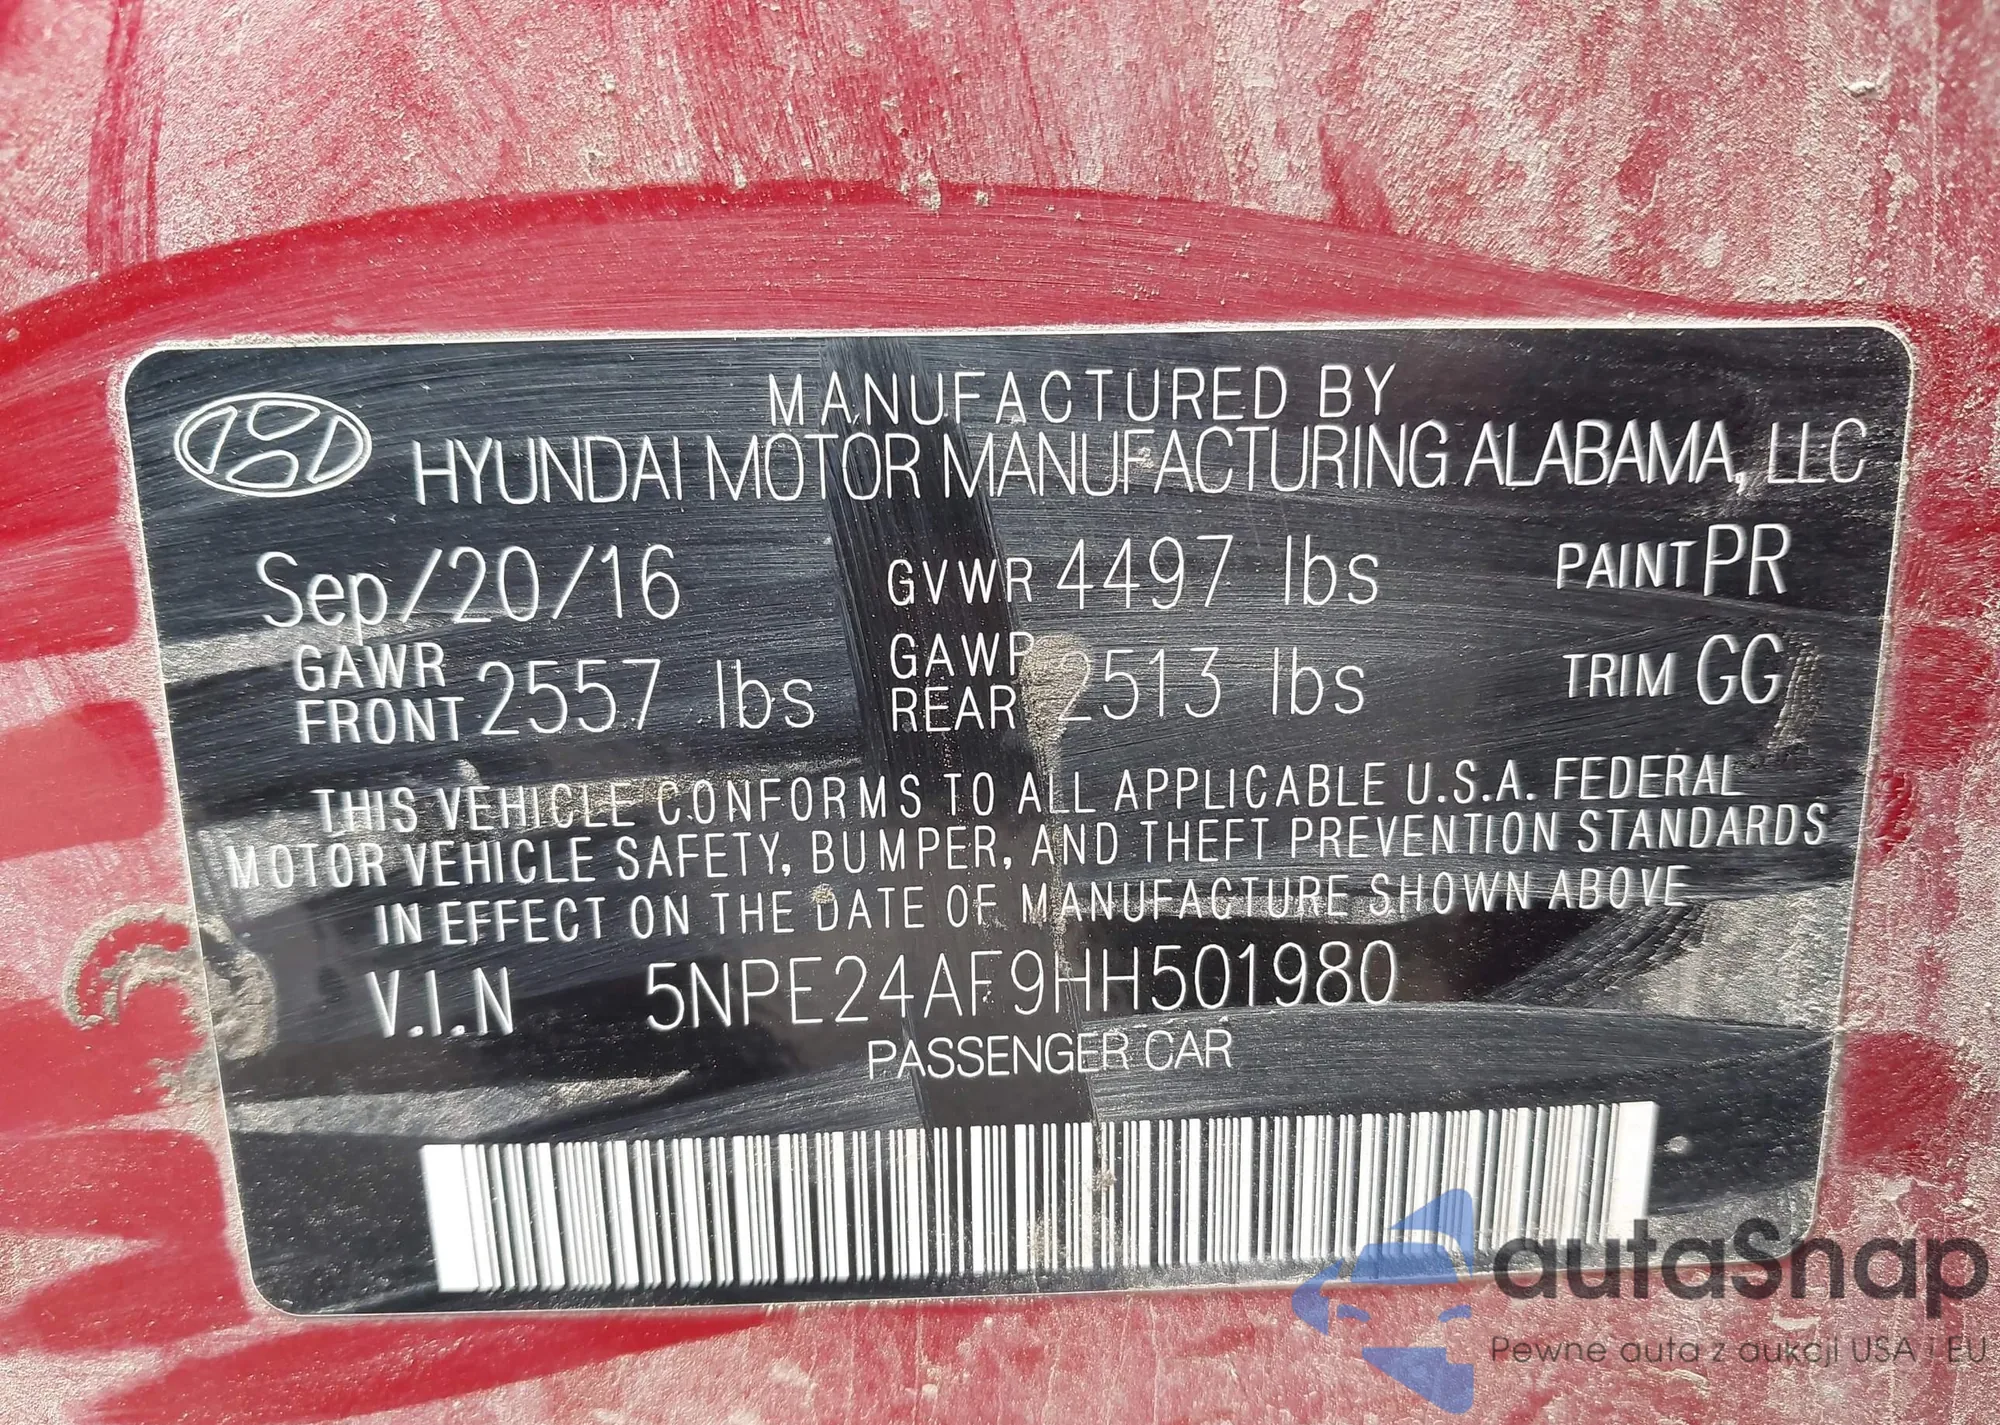 MANUFACTURED BY
HYUNDAI MOTOR MANUFACTURING ALABAMA, LLC
Sep/20/16 GVWR 4497 lbs PAINT PR
GAWR FRONT 2557 lbs GAWR REAR 2513 lbs TRIM GG
THIS VEHICLE CONFORMS TO ALL APPLICABLE U.S.A. FEDERAL
MOTOR VEHICLE SAFETY, BUMPER, AND THEFT PREVENTION STANDARDS
IN EFFECT ON THE DATE OF MANUFACTURE SHOWN ABOVE
V.I.N 5NPE24AF9HH501980
PASSENGER CAR
autaSnap
Pewne auta z aukcji USA i EU